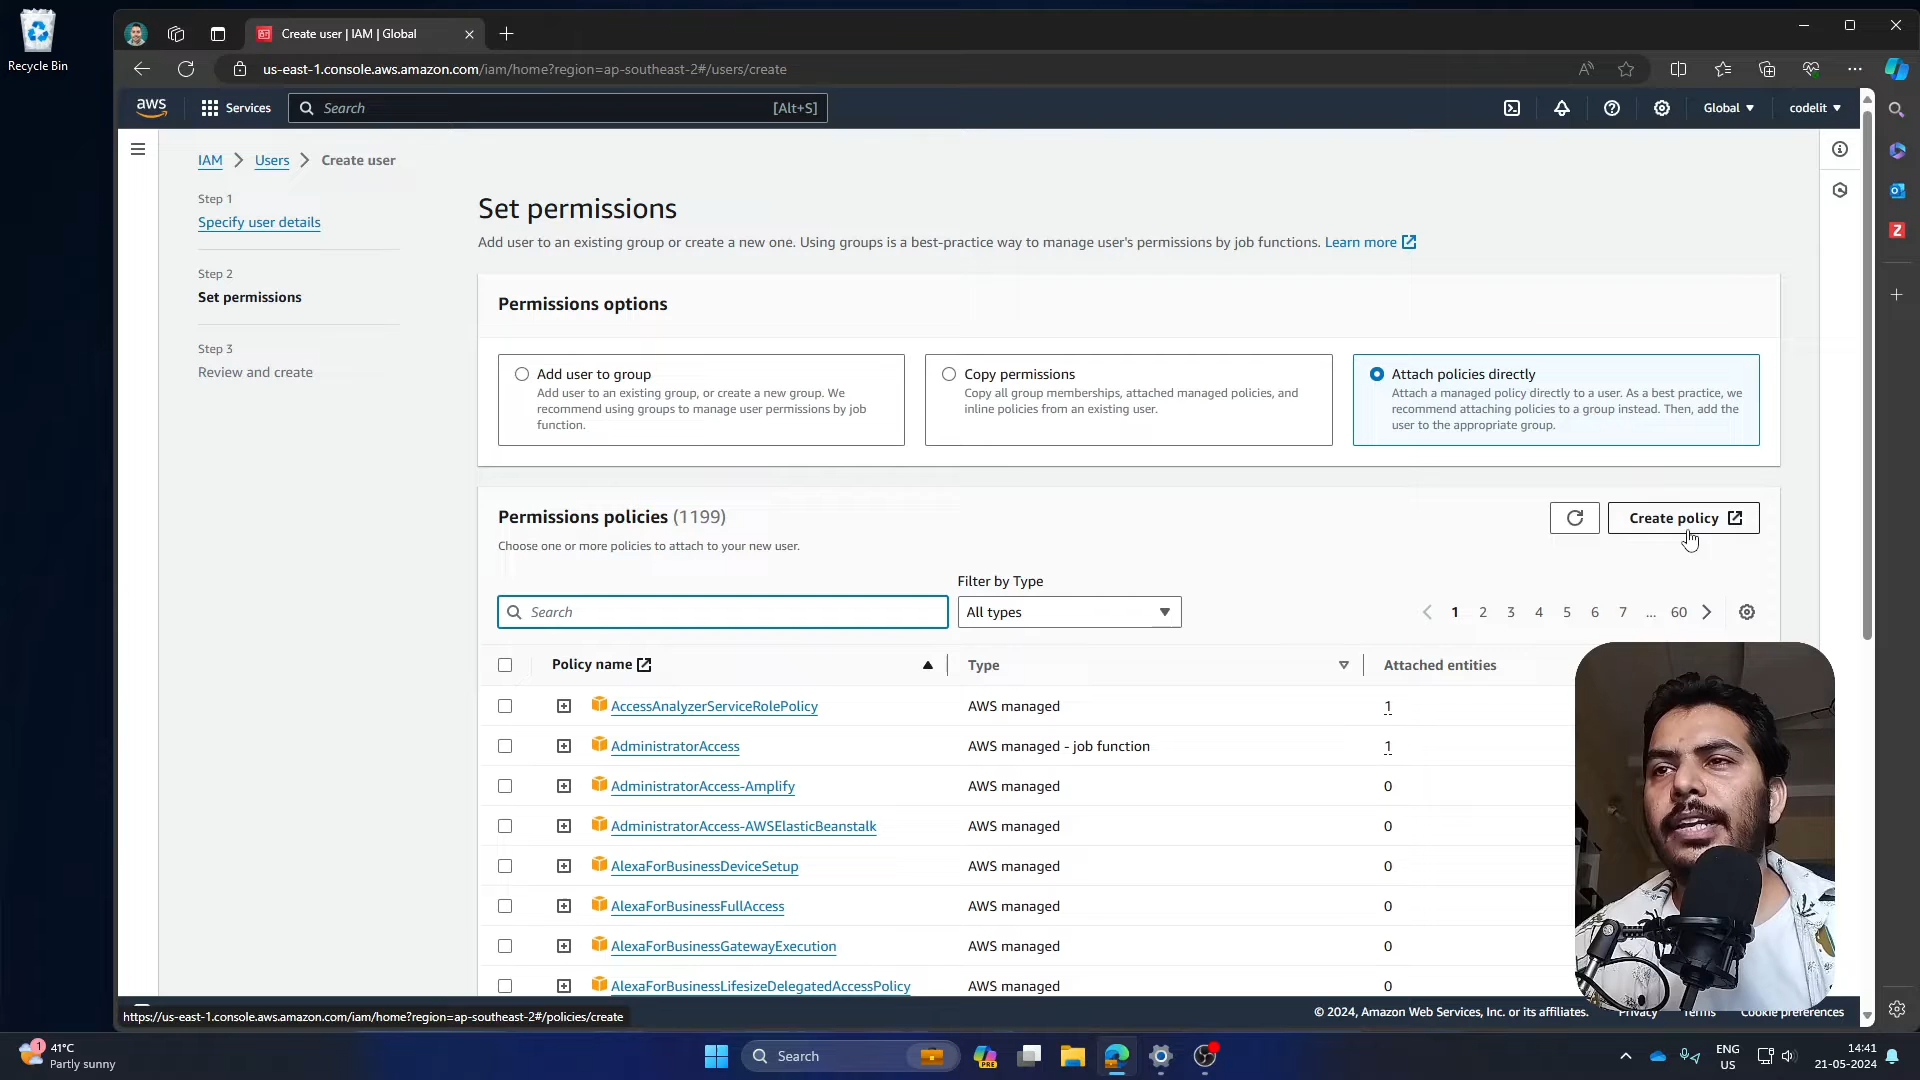 Recycle Bin
Create user | IAM | Global
us-east-1.console.aws.amazon.com/iam/home?region=ap-southeast-2#/users/create
aws
Services
Search
[Alt+S]
Global
codelit
IAM
Users
Create user
Step 1
Specify user details
Step 2
Set permissions
Step 3
Review and create
Set permissions
Add user to an existing group or create a new one. Using groups is a best-practice way to manage user's permissions by job functions. Learn more
Permissions options
Add user to group
Add user to an existing group, or create a new group. We
recommend using groups to manage user permissions by job
function.
Copy permissions
Copy all group memberships, attached managed policies, and
inline policies from an existing user.
Attach policies directly
Attach a managed policy directly to a user. As a best practice, we
recommend attaching policies to a group instead. Then, add the
user to the appropriate group.
Permissions policies (1199)
Choose one or more policies to attach to your new user.
Create policy
Search
Filter by Type
All types
1 2 3 4 5 6 7 ... 60
Policy name
Type
Attached entities
AccessAnalyzerServiceRolePolicy
AWS managed
1
AdministratorAccess
AWS managed - job function
1
AdministratorAccess-Amplify
AWS managed
0
AdministratorAccess-AWSElasticBeanstalk
AWS managed
0
AlexaForBusinessDeviceSetup
AWS managed
0
AlexaForBusinessFullAccess
AWS managed
0
AlexaForBusinessGatewayExecution
AWS managed
0
AlexaForBusinessLifesizeDelegatedAccessPolicy
AWS managed
0
https://us-east-1.console.aws.amazon.com/iam/home?region=ap-southeast-2#/policies/create
© 2024, Amazon Web Services, Inc. or its affiliates.
Privacy
Terms
Cookie preferences
1
41°C
Partly sunny
Search
PRE
ENG
US
14:41
21-05-2024